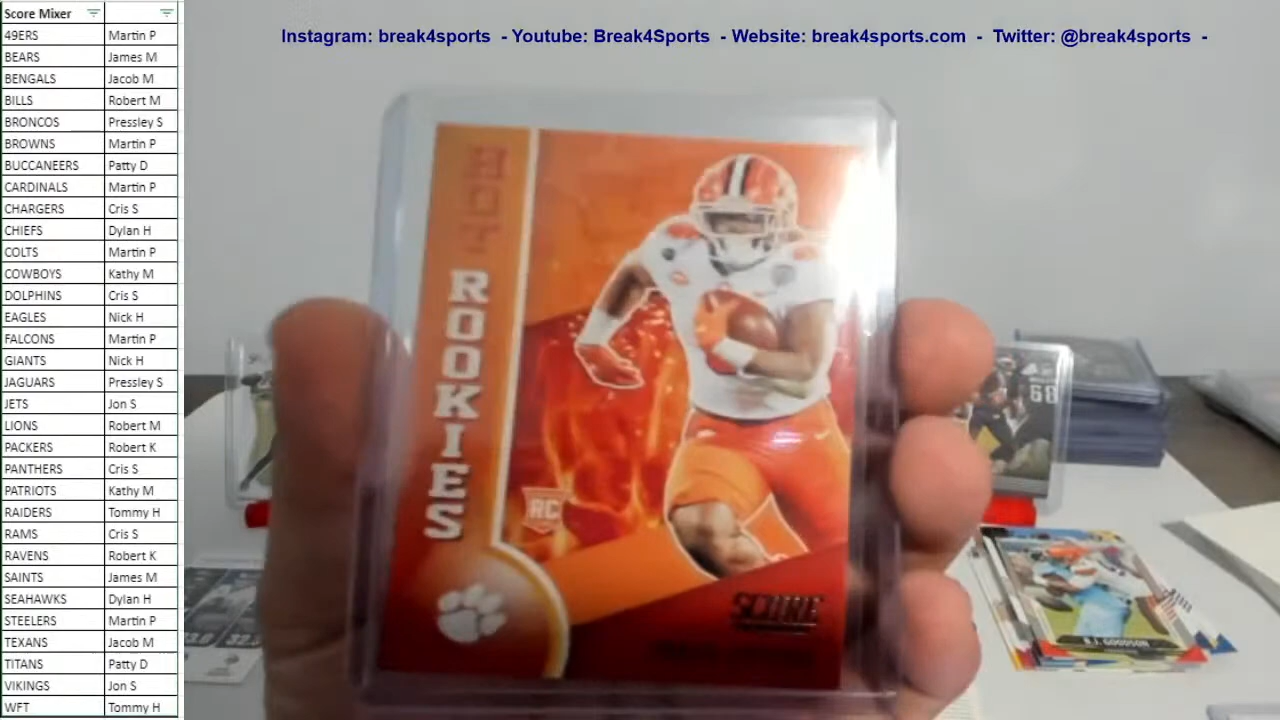 Score Mixer
49ERS Martin P
BEARS James M
BENGALS Jacob M
BILLS Robert M
BRONCOS Pressley S
BROWNS Martin P
BUCCANEERS Patty D
CARDINALS Martin P
CHARGERS Cris S
CHIEFS Dylan H
COLTS Martin P
COWBOYS Kathy M
DOLPHINS Cris S
EAGLES Nick H
FALCONS Martin P
GIANTS Nick H
JAGUARS Pressley S
JETS Jon S
LIONS Robert M
PACKERS Robert K
PANTHERS Cris S
PATRIOTS Kathy M
RAIDERS Tommy H
RAMS Cris S
RAVENS Robert K
SAINTS James M
SEAHAWKS Dylan H
STEELERS Martin P
TEXANS Jacob M
TITANS Patty D
VIKINGS Jon S
WFT Tommy H
Instagram: break4sports - Youtube: Break4Sports - Website: break4sports.com - Twitter: @break4sports -
HOT ROOKIES
RC
SCORE
68
B.J. GOODSON